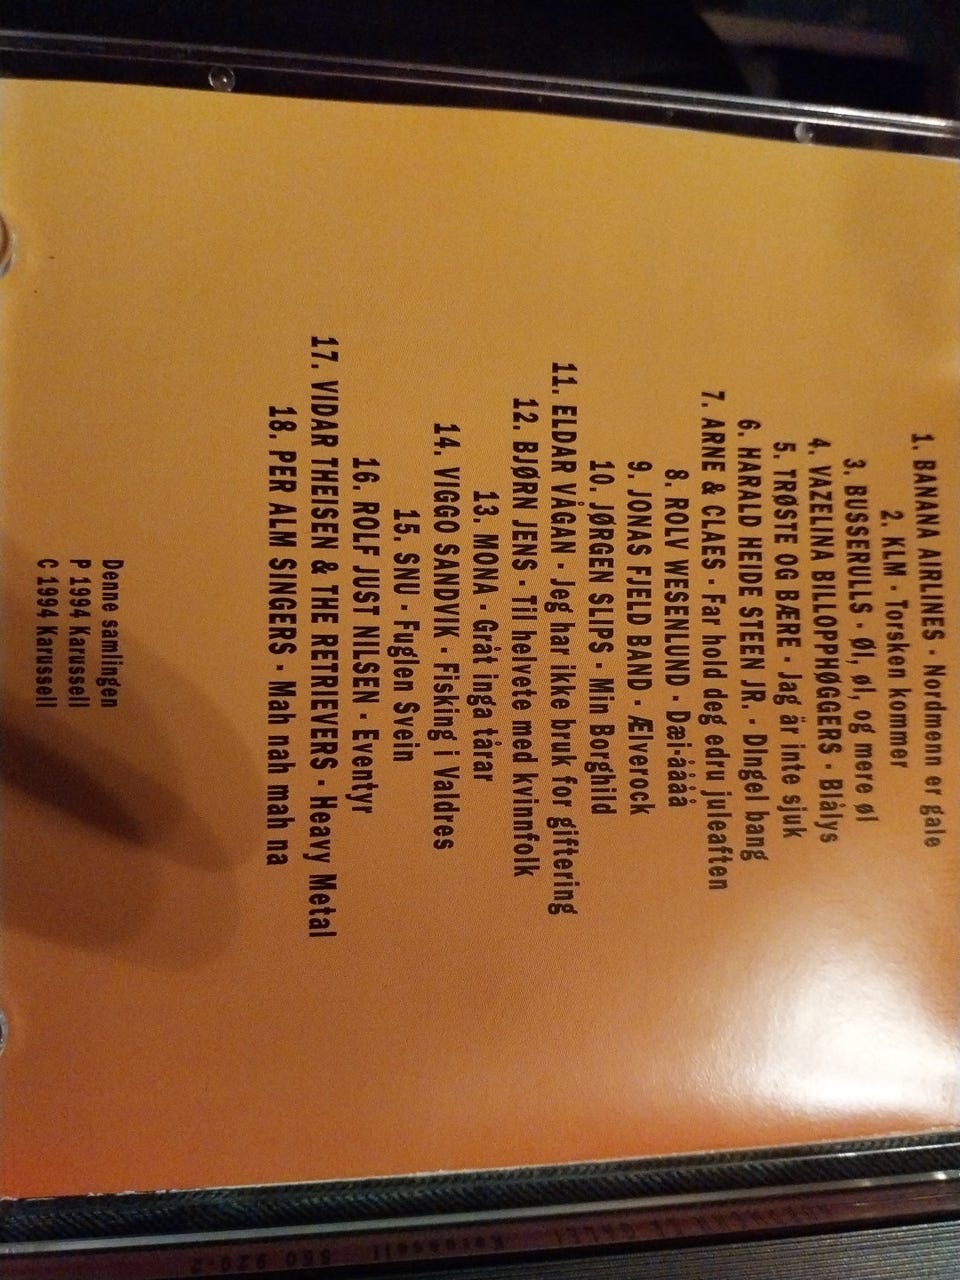 1. BANANA AIRLINES · Nordmenn er gale
2. KLM · Torsken kommer
3. BUSSERULLS · Øl, øl, og mere øl
4. VAZELINA BILLOPPHØGGERS · Blålys
5. TRØSTE OG BÆRE · Jag är inte sjuk
6. HARALD HEIDE STEEN JR. · Dingel bang
7. ARNE & CLAES · Far hold deg edru juleaften
8. ROLV WESENLUND · Dæi-åååå
9. JONAS FJELD BAND · Ælverock
10. JØRGEN SLIPS · Min Borghild
11. ELDAR VÅGAN · Jeg har ikke bruk for giftering
12. BJØRN JENS · Til helvete med kvinnfolk
13. MONA · Gråt inga tårar
14. VIGGO SANDVIK · Fisking i Valdres
15. SNU · Fuglen Svein
16. ROLF JUST NILSEN · Eventyr
17. VIDAR THEISEN & THE RETRIEVERS · Heavy Metal
18. PER ALM SINGERS · Mah nah mah na
Denne samlingen
P 1994 Karussell
C 1994 Karussell
Karussell 550 920-2